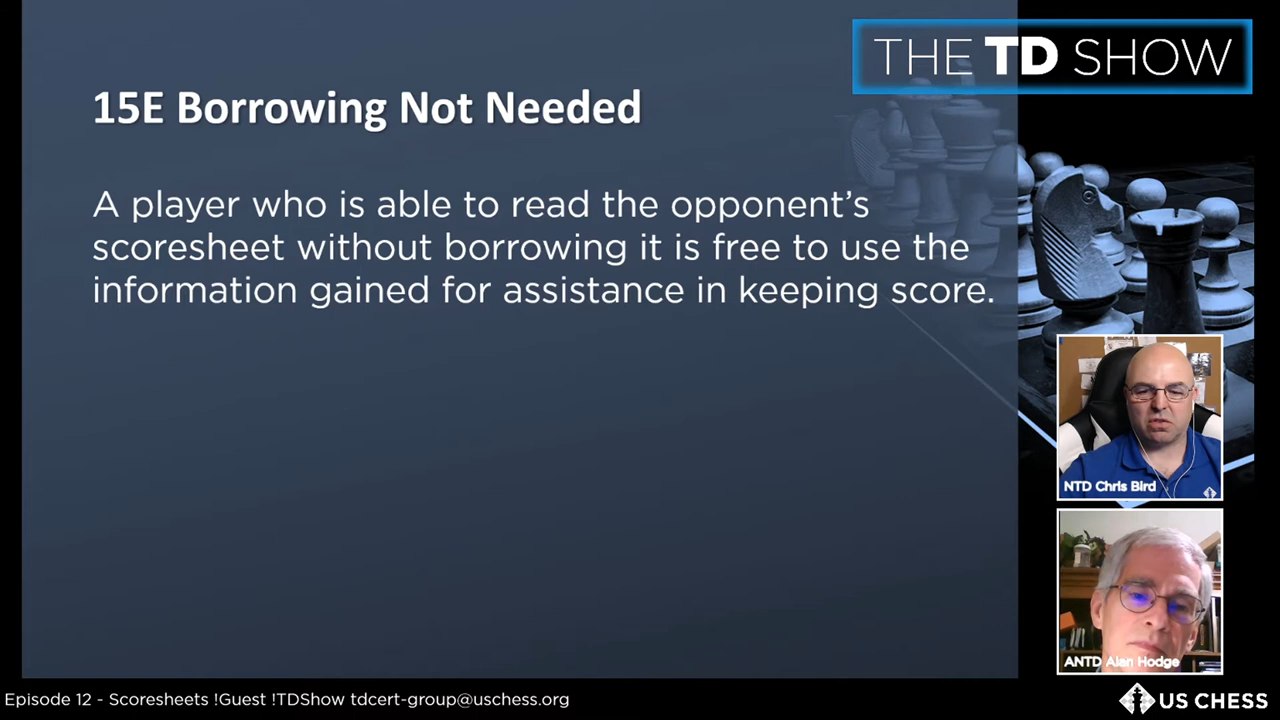 THE TD SHOW
15E Borrowing Not Needed
A player who is able to read the opponent’s
scoresheet without borrowing it is free to use the
information gained for assistance in keeping score.
NTD Chris Bird
ANTD Alan Hodge
Episode 12 - Scoresheets !Guest !TDShow tdcert-group@uschess.org
US CHESS